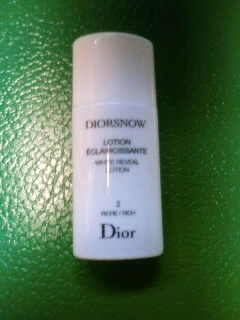 DIORSNOW
LOTION
ÉCLAIRCISSANTE
WHITE REVEAL
LOTION
2
RICHE / RICH
Dior